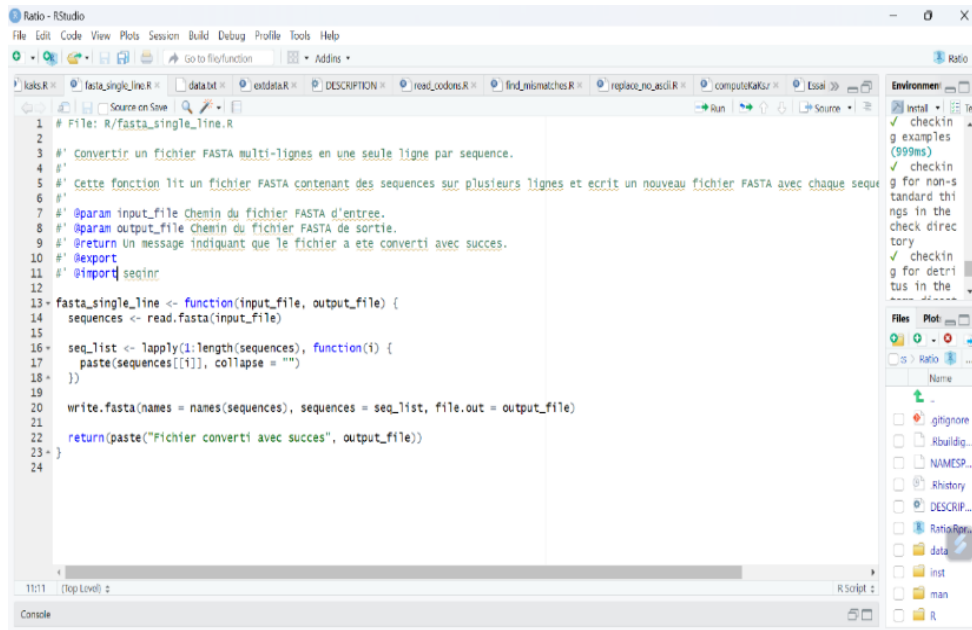 Ratio - RStudio
File Edit Code View Plots Session Build Debug Profile Tools Help
Go to file/function
Addins
Ratio
kaks.R
fasta_single_line.R
data.txt
extdata.R
DESCRIPTION
read_codons.R
find_mismatches.R
replace_no_ascii.R
computeKaKs.r
Essai
Source on Save
Run
Source
1 # File: R/fasta_single_line.R
2
3 #' Convertir un fichier FASTA multi-lignes en une seule ligne par sequence.
4 #'
5 #' Cette fonction lit un fichier FASTA contenant des sequences sur plusieurs lignes et ecrit un nouveau fichier FASTA avec chaque seque
6 #'
7 #' @param input_file Chemin du fichier FASTA d'entree.
8 #' @param output_file Chemin du fichier FASTA de sortie.
9 #' @return Un message indiquant que le fichier a ete converti avec succes.
10 #' @export
11 #' @import seqinr
12
13 fasta_single_line <- function(input_file, output_file) {
14 sequences <- read.fasta(input_file)
15
16 seq_list <- lapply(1:length(sequences), function(i) {
17 paste(sequences[[i]], collapse = "")
18 })
19
20 write.fasta(names = names(sequences), sequences = seq_list, file.out = output_file)
21
22 return(paste("Fichier converti avec succes", output_file))
23 }
24
11:11 (Top Level) R Script
Console
Environment
Install Te
✓ checkin
g examples
(999ms)
✓ checkin
g for non-s
tandard thi
ngs in the
check direc
tory
✓ checkin
g for detri
tus in the
Files Plot
Ratio
Name
..
.gitignore
.Rbuildig...
NAMESP...
.Rhistory
DESCRIP...
Ratio.Rpr...
data
inst
man
R